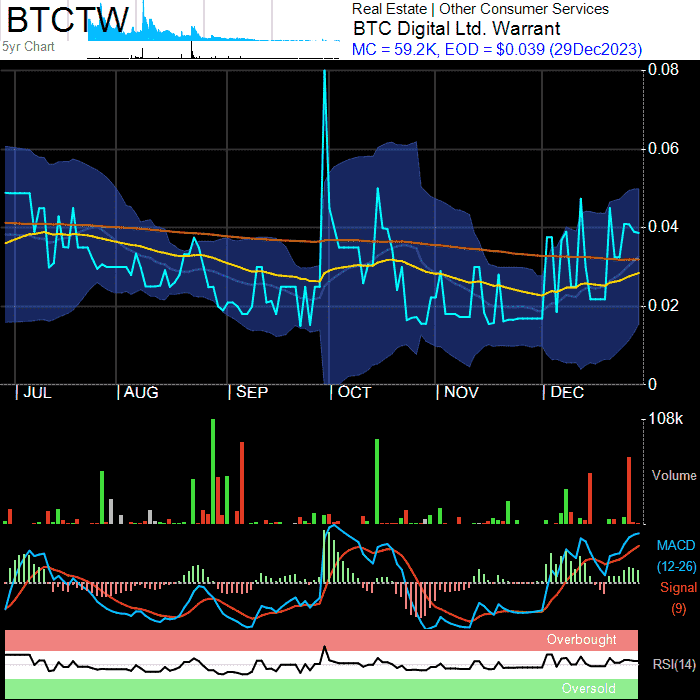 BTCTW
5yr Chart
Real Estate | Other Consumer Services
BTC Digital Ltd. Warrant
MC = 59.2K, EOD = $0.039 (29Dec2023)
0.08
0.06
0.04
0.02
0
| JUL | AUG | SEP | OCT | NOV | DEC
108k
Volume
MACD
(12-26)
Signal
(9)
Overbought
RSI(14)
Oversold